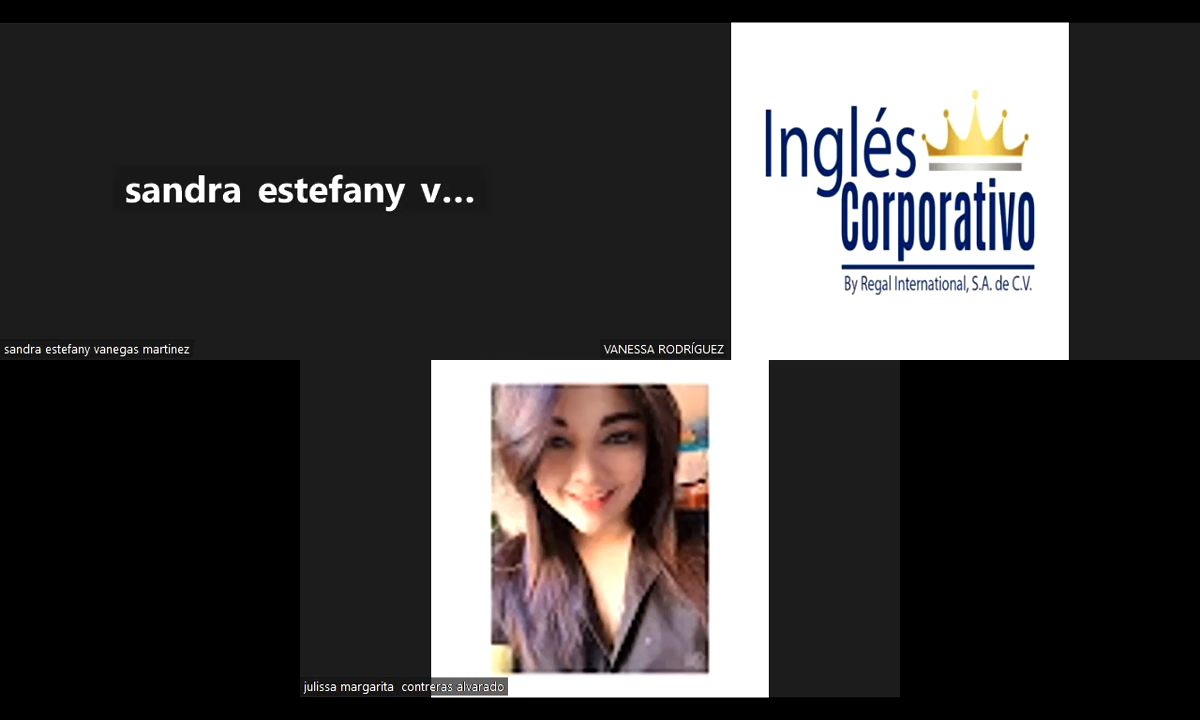 sandra estefany v...
Inglés
Corporativo
By Regal International, S.A. de C.V.
sandra estefany vanegas martinez
VANESSA RODRÍGUEZ
julissa margarita contreras alvarado